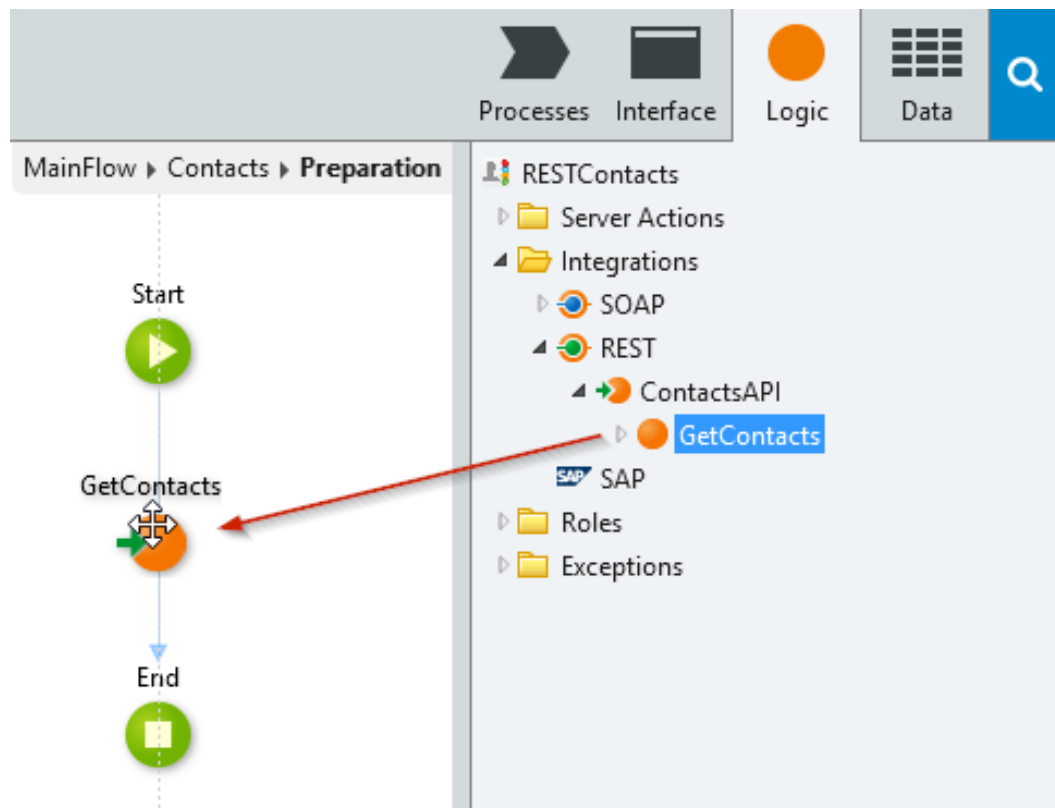 Processes Interface Logic Data
MainFlow Contacts Preparation
RESTContacts
Server Actions
Integrations
Start
SOAP
REST
ContactsAPI
GetContacts
GetContacts
SAP
Roles
Exceptions
End